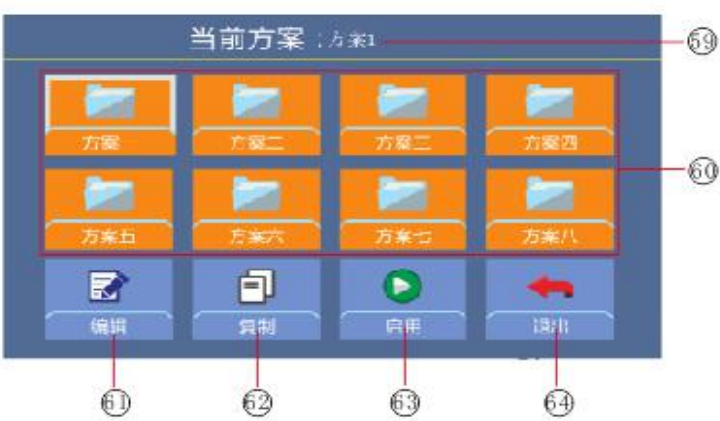 当前方案：方案1
59
方案 方案二 方案三 方案四
60
方案五 方案六 方案七 方案八
编辑 复制 启用 退出
61 62 63 64